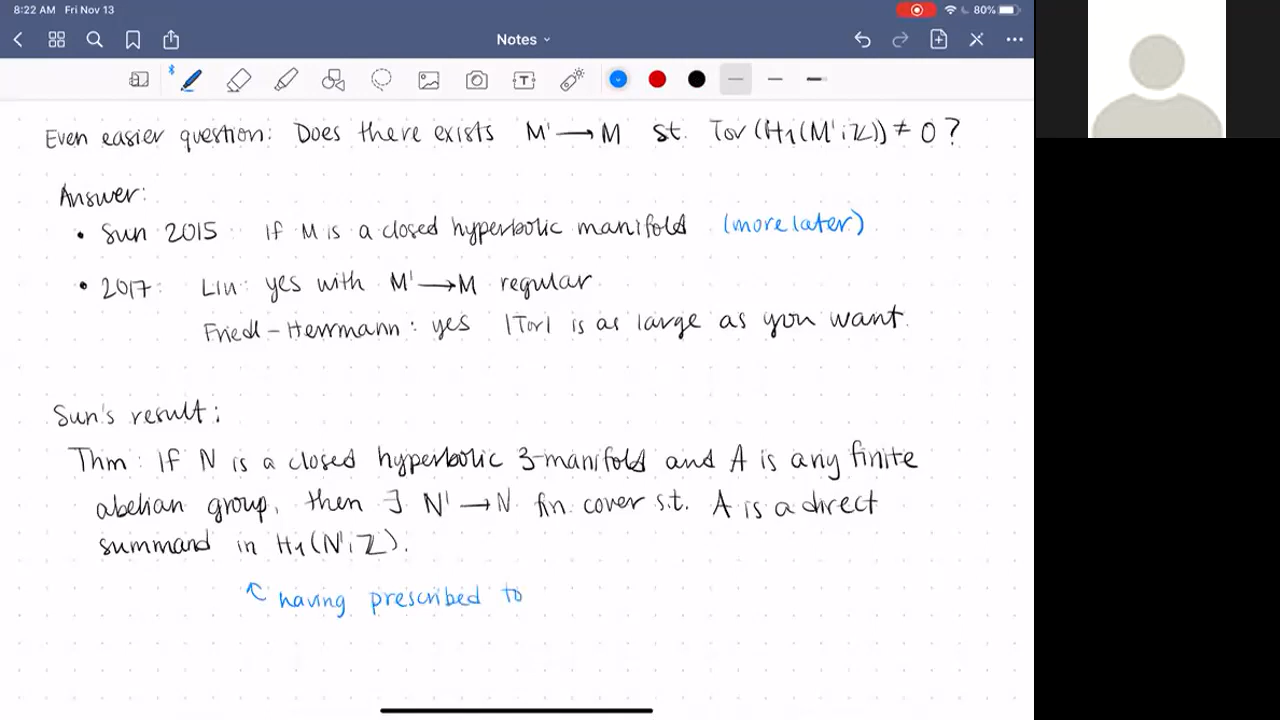 8:22 AM Fri Nov 13
80%
Notes
Even easier question: Does there exists M' → M st. Tor (H₁(M';ℤ)) ≠ 0 ?
Answer:
• Sun 2015: If M is a closed hyperbolic manifold (more later)
• 2017: Liu: yes with M' → M regular
Friedl - Herrmann: yes |Tor| is as large as you want.
Sun's result:
Thm: If N is a closed hyperbolic 3-manifold and A is any finite
abelian group, then ∃ N' → N fin. cover s.t. A is a direct
summand in H₁(N';ℤ).
↖ having prescribed to